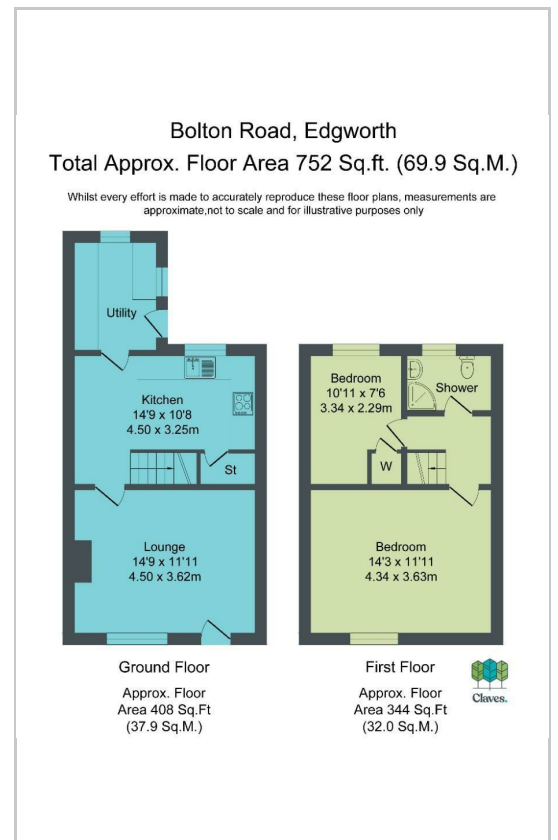 Bolton Road, Edgworth
Total Approx. Floor Area 752 Sq.ft. (69.9 Sq.M.)
Whilst every effort is made to accurately reproduce these floor plans, measurements are
approximate,not to scale and for illustrative purposes only
Utility
Kitchen
14'9 x 10'8
4.50 x 3.25m
St
Lounge
14'9 x 11'11
4.50 x 3.62m
Ground Floor
Approx. Floor
Area 408 Sq.Ft
(37.9 Sq.M.)
Bedroom
10'11 x 7'6
3.34 x 2.29m
Shower
W
Bedroom
14'3 x 11'11
4.34 x 3.63m
First Floor
Approx. Floor
Area 344 Sq.Ft
(32.0 Sq.M.)
Claves.